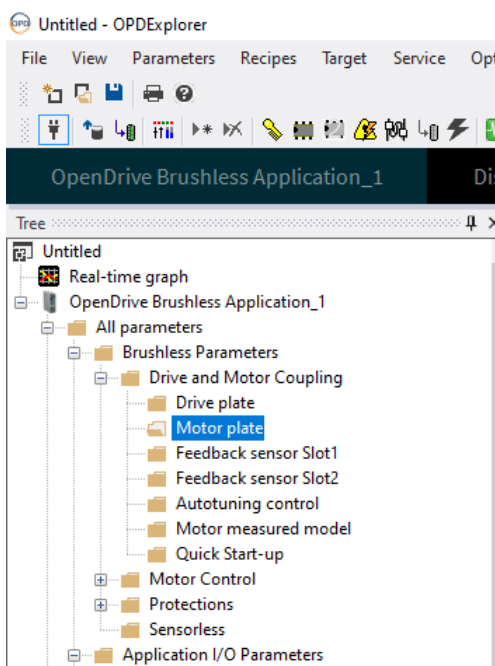 Untitled - OPDExplorer
File View Parameters Recipes Target Service Opt
OpenDrive Brushless Application_1 Di
Tree
Untitled
Real-time graph
OpenDrive Brushless Application_1
All parameters
Brushless Parameters
Drive and Motor Coupling
Drive plate
Motor plate
Feedback sensor Slot1
Feedback sensor Slot2
Autotuning control
Motor measured model
Quick Start-up
Motor Control
Protections
Sensorless
Application I/O Parameters